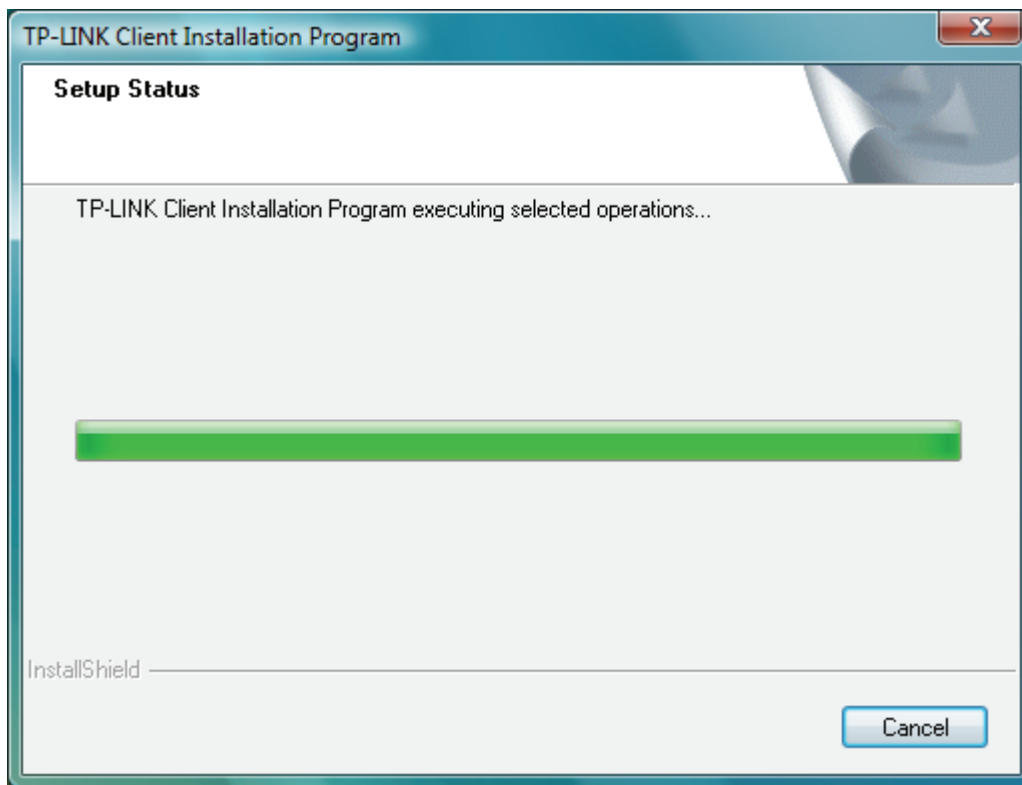 TP-LINK Client Installation Program
Setup Status
TP-LINK Client Installation Program executing selected operations...
InstallShield
Cancel